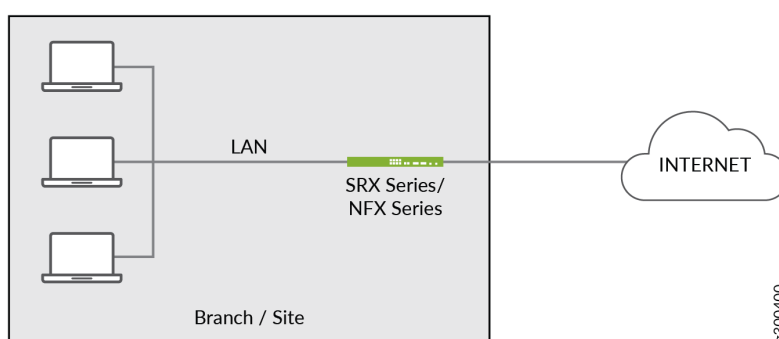 LAN
SRX Series/
NFX Series
INTERNET
Branch / Site